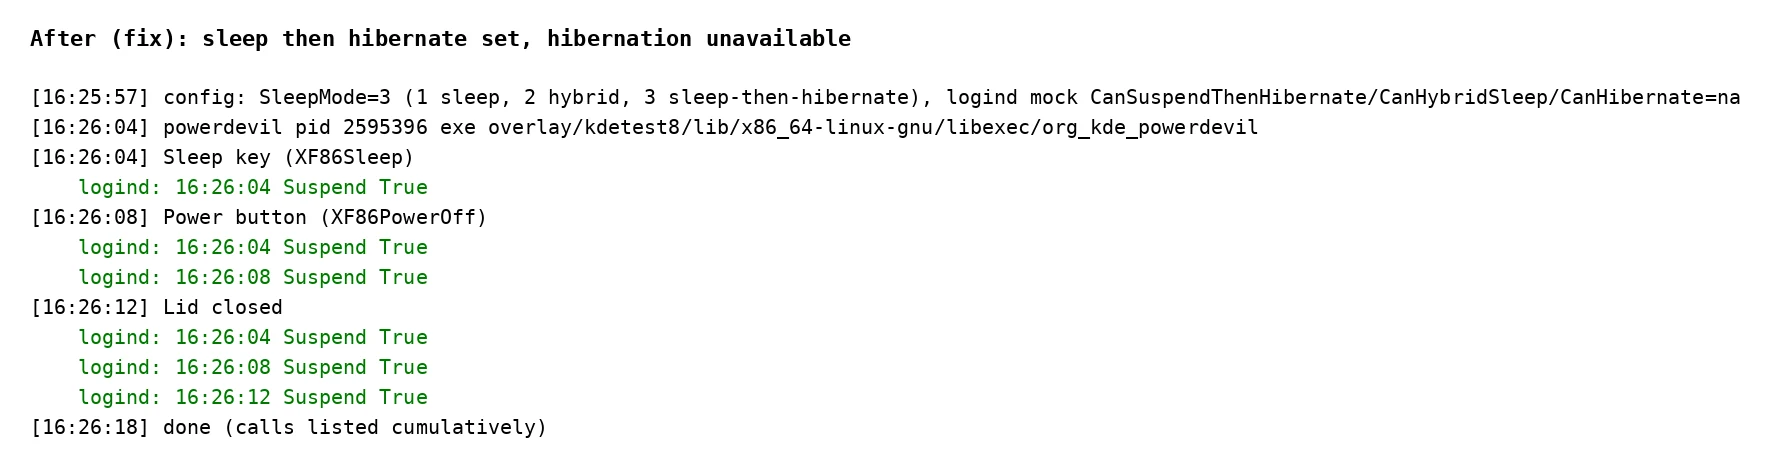 After (fix): sleep then hibernate set, hibernation unavailable
[16:25:57] config: SleepMode=3 (1 sleep, 2 hybrid, 3 sleep-then-hibernate), logind mock CanSuspendThenHibernate/CanHybridSleep/CanHibernate=na
[16:26:04] powerdevil pid 2595396 exe overlay/kdetest8/lib/x86_64-linux-gnu/libexec/org_kde_powerdevil
[16:26:04] Sleep key (XF86Sleep)
logind: 16:26:04 Suspend True
[16:26:08] Power button (XF86PowerOff)
logind: 16:26:04 Suspend True
logind: 16:26:08 Suspend True
[16:26:12] Lid closed
logind: 16:26:04 Suspend True
logind: 16:26:08 Suspend True
logind: 16:26:12 Suspend True
[16:26:18] done (calls listed cumulatively)